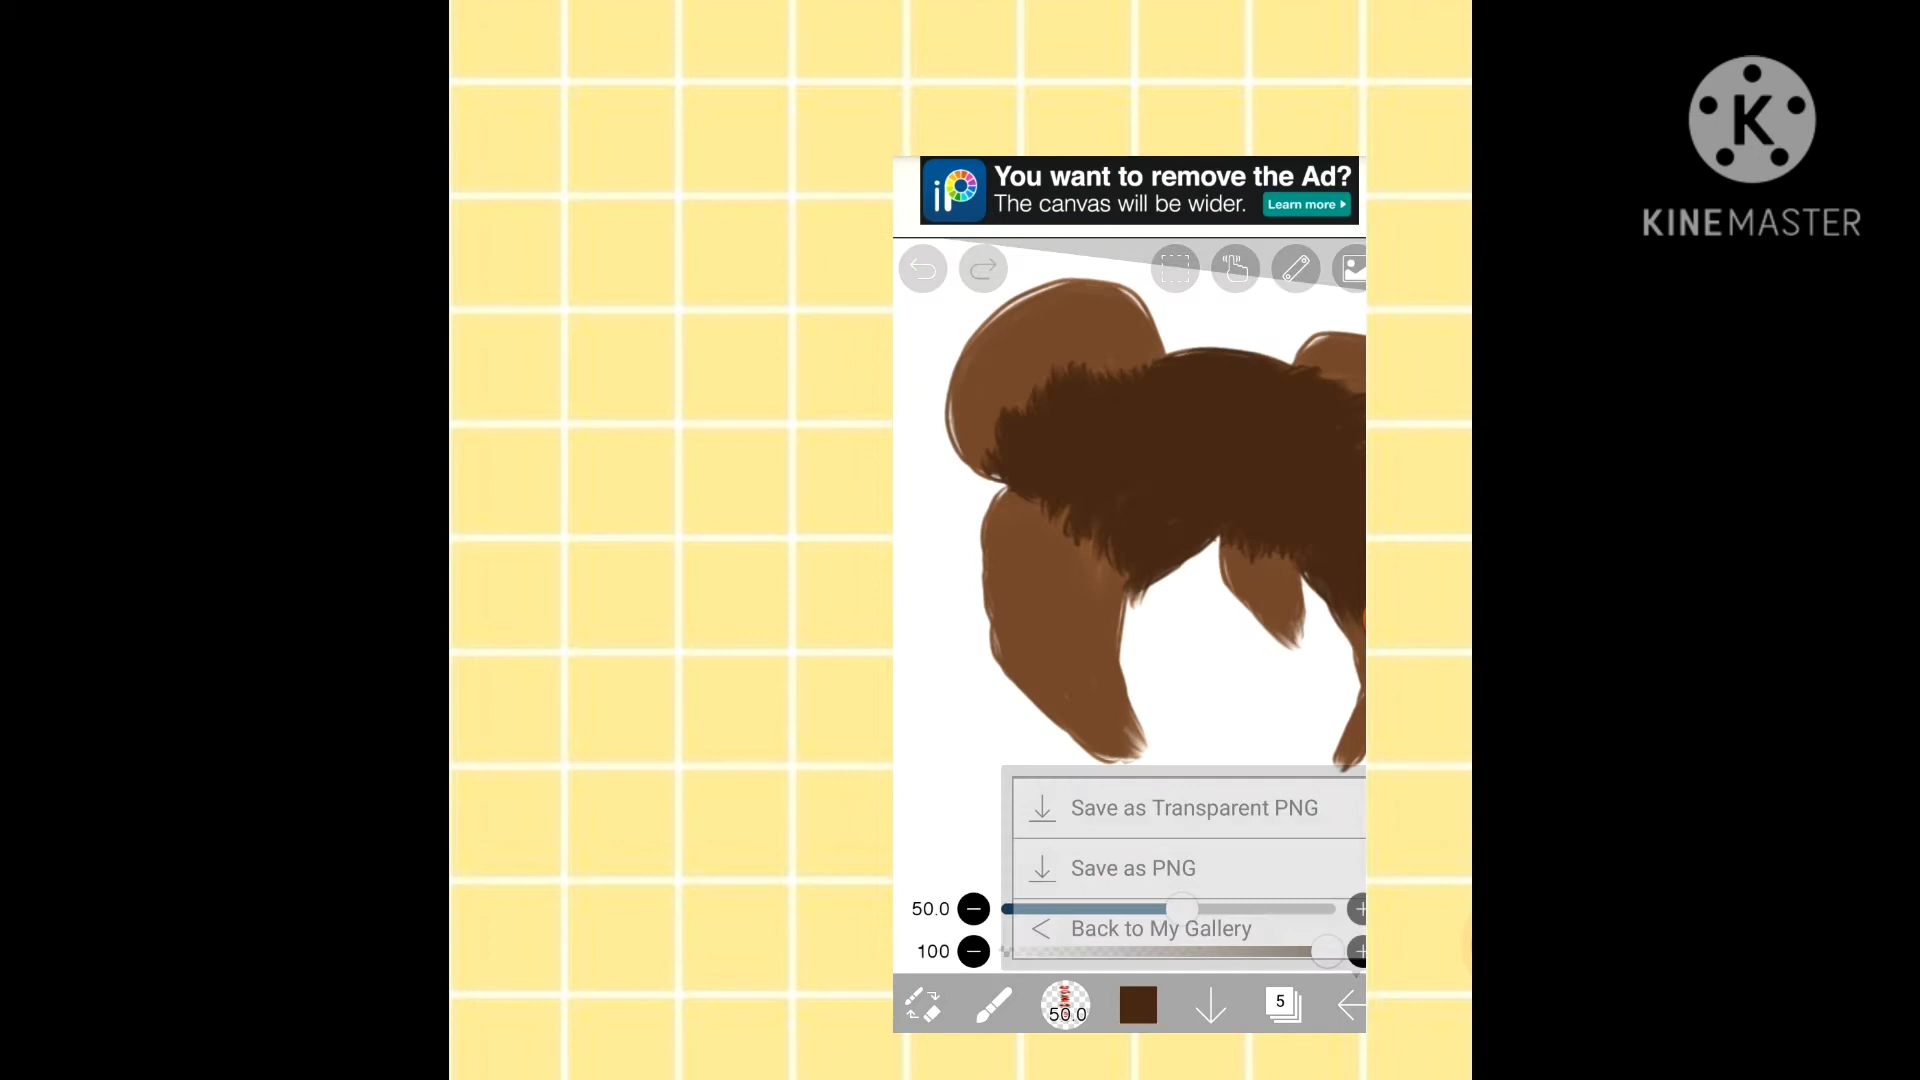 You want to remove the Ad?
The canvas will be wider.
Learn more
K
KINEMASTER
Save as Transparent PNG
Save as PNG
50.0
Back to My Gallery
100
50.0
5